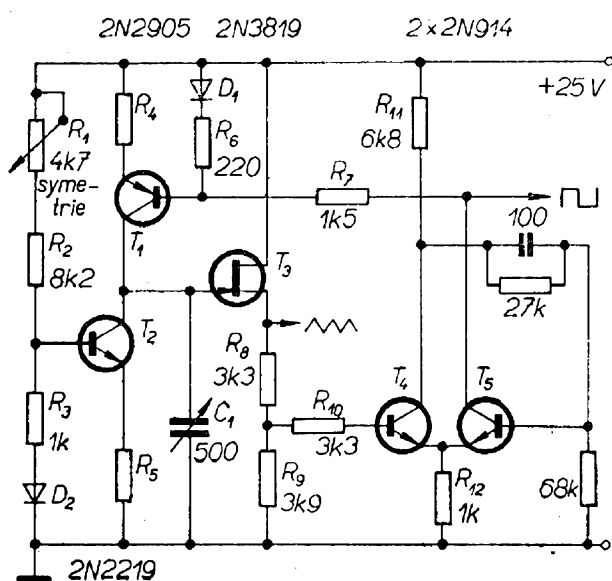 2N2905 2N3819 2×2N914
+25V
R4
D1
R11
6k8
R1
4k7
symetrie
R6
220
R7
1k5
100
T1
R2
8k2
T3
27k
T2
R8
3k3
T4
T5
R3
1k
C1
500
R10
3k3
D2
R5
R9
3k9
R12
1k
68k
2N2219